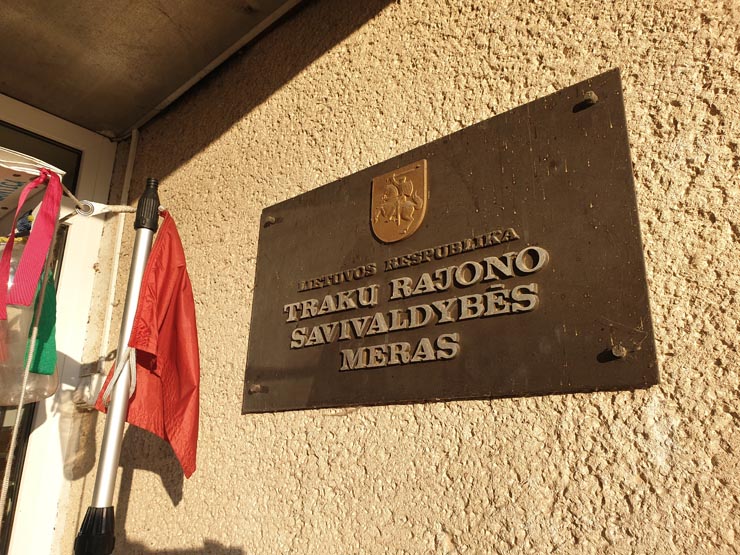 LIETUVOS RESPUBLIKA
TRAKŲ RAJONO
SAVIVALDYBĖS
MERAS